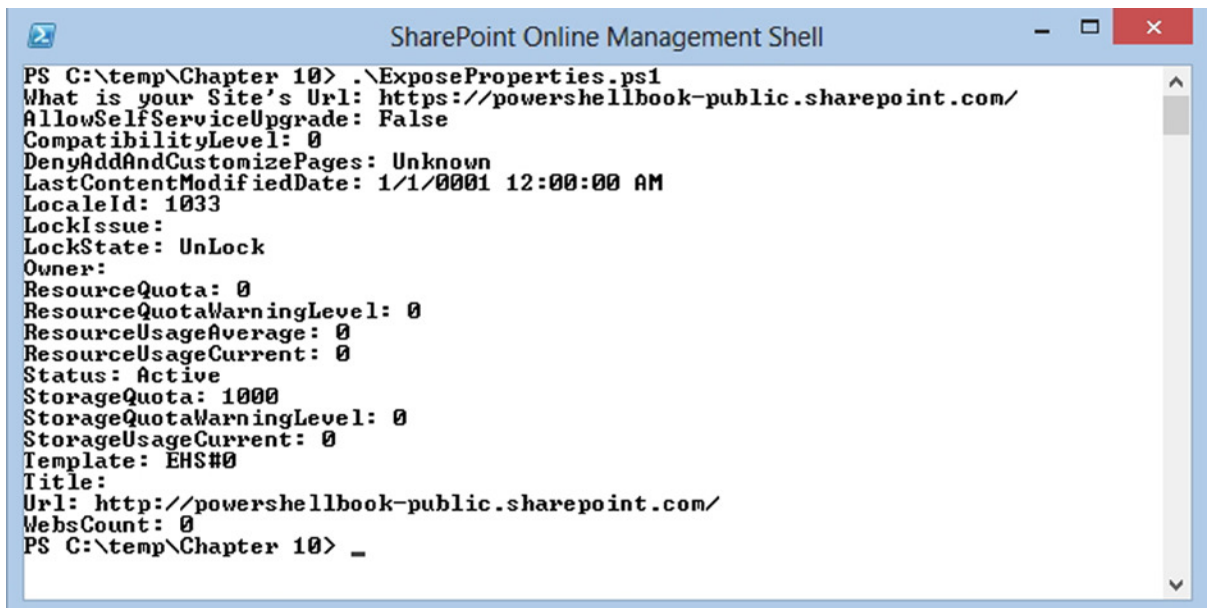 SharePoint Online Management Shell
PS C:\temp\Chapter 10> .\ExposeProperties.ps1
What is your Site's Url: https://powershellbook-public.sharepoint.com/
AllowSelfServiceUpgrade: False
CompatibilityLevel: 0
DenyAddAndCustomizePages: Unknown
LastContentModifiedDate: 1/1/0001 12:00:00 AM
LocaleId: 1033
LockIssue:
LockState: UnLock
Owner:
ResourceQuota: 0
ResourceQuotaWarningLevel: 0
ResourceUsageAverage: 0
ResourceUsageCurrent: 0
Status: Active
StorageQuota: 1000
StorageQuotaWarningLevel: 0
StorageUsageCurrent: 0
Template: EHS#0
Title:
Url: http://powershellbook-public.sharepoint.com/
WebsCount: 0
PS C:\temp\Chapter 10> _